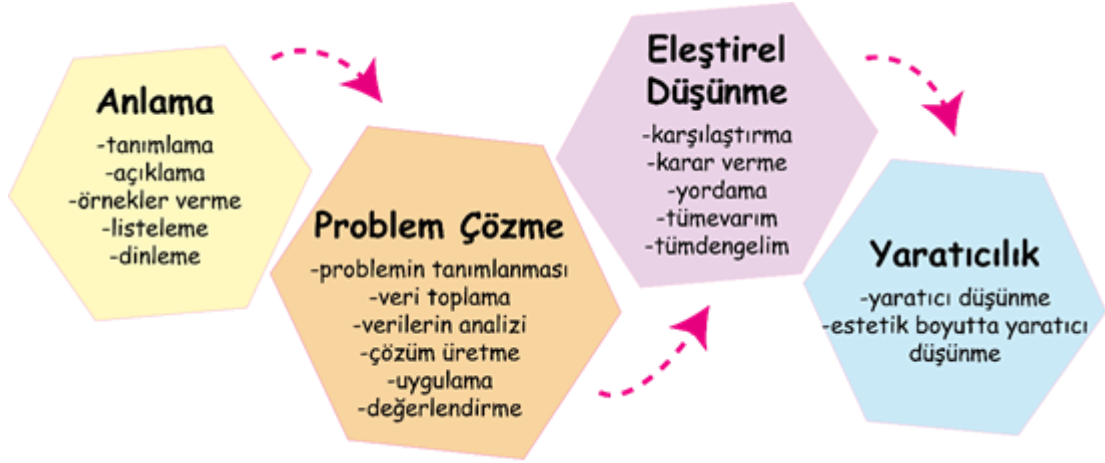 Anlama
-tanımlama
-açıklama
-örnekler verme
-listeleme
-dinleme
Problem Çözme
-problemin tanımlanması
-veri toplama
-verilerin analizi
-çözüm üretme
-uygulama
-değerlendirme
Eleştirel
Düşünme
-karşılaştırma
-karar verme
-yordama
-tümevarım
-tümdengelim
Yaratıcılık
-yaratıcı düşünme
-estetik boyutta yaratıcı
düşünme